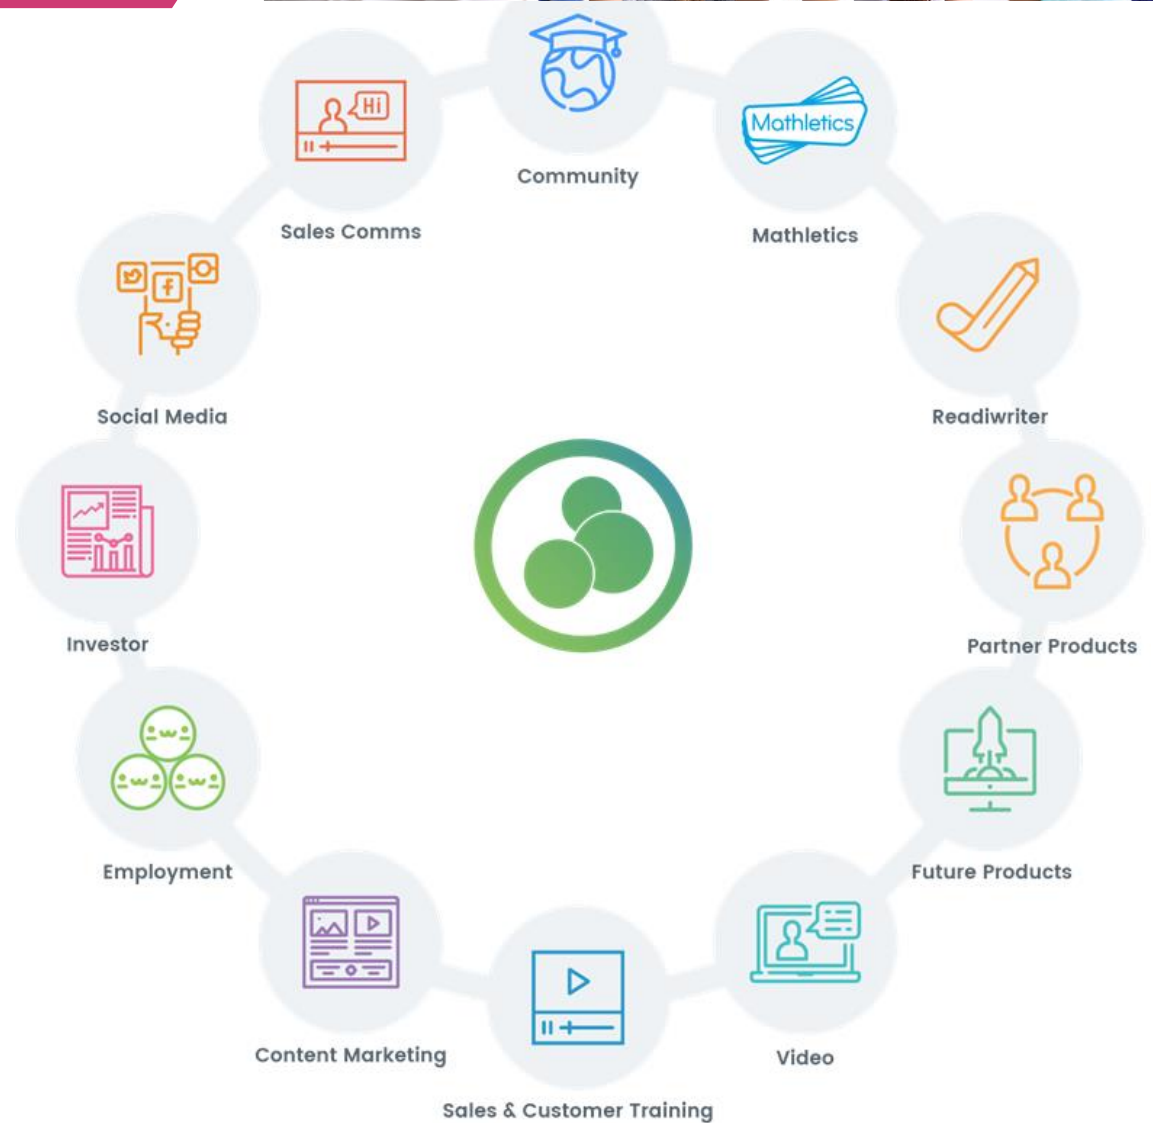 Hi
Mathletics
Community
Sales Comms
Mathletics
Social Media
Readiwriter
Investor
Partner Products
Employment
Future Products
Content Marketing
Video
Sales & Customer Training